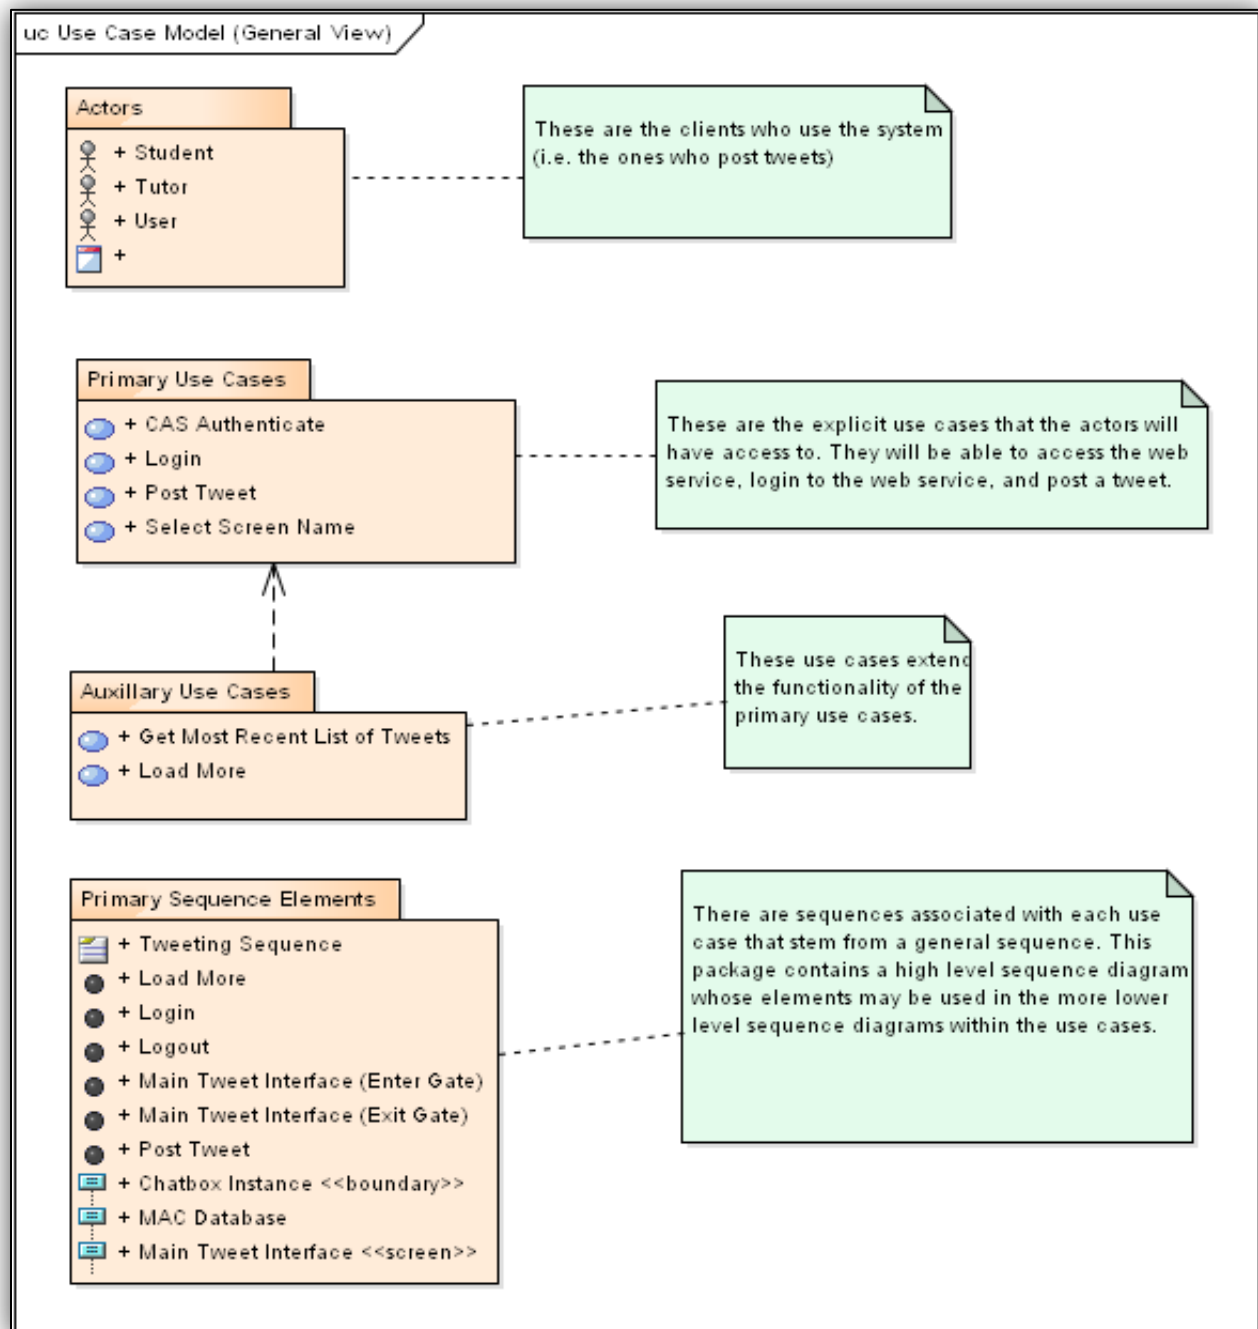 uc Use Case Model (General View)
Actors
+ Student
+ Tutor
+ User
+
These are the clients who use the system
(i.e. the ones who post tweets)
Primary Use Cases
+ CAS Authenticate
+ Login
+ Post Tweet
+ Select Screen Name
These are the explicit use cases that the actors will
have access to. They will be able to access the web
service, login to the web service, and post a tweet.
Auxillary Use Cases
+ Get Most Recent List of Tweets
+ Load More
These use cases extend
the functionality of the
primary use cases.
Primary Sequence Elements
+ Tweeting Sequence
+ Load More
+ Login
+ Logout
+ Main Tweet Interface (Enter Gate)
+ Main Tweet Interface (Exit Gate)
+ Post Tweet
+ Chatbox Instance <<boundary>>
+ MAC Database
+ Main Tweet Interface <<screen>>
There are sequences associated with each use
case that stem from a general sequence. This
package contains a high level sequence diagram
whose elements may be used in the more lower
level sequence diagrams within the use cases.